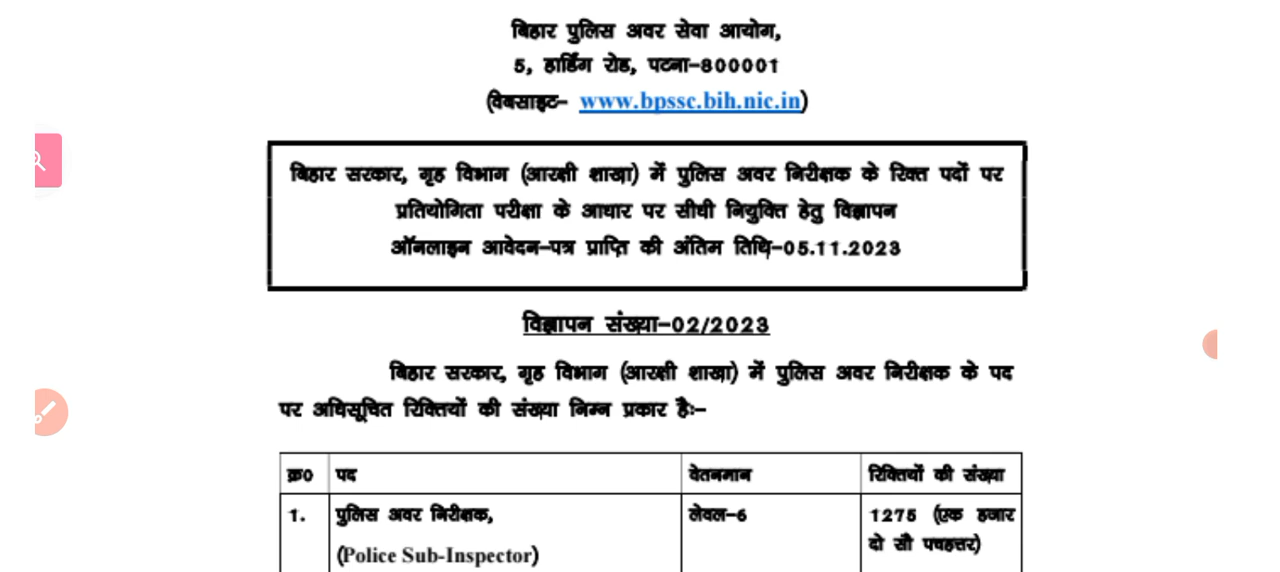 बिहार पुलिस अवर सेवा आयोग,
5, हार्डिंग रोड, पटना-800001
(वेबसाइट- www.bpssc.bih.nic.in)
बिहार सरकार, गृह विभाग (आरक्षी शाखा) में पुलिस अवर निरीक्षक के रिक्त पदों पर
प्रतियोगिता परीक्षा के आधार पर सीधी नियुक्ति हेतु विज्ञापन
ऑनलाइन आवेदन-पत्र प्राप्ति की अंतिम तिथि-05.11.2023
विज्ञापन संख्या-02/2023
बिहार सरकार, गृह विभाग (आरक्षी शाखा) में पुलिस अवर निरीक्षक के पद
पर अधिसूचित रिक्तियों की संख्या निम्न प्रकार हैः-
क्र० पद वेतनमान रिक्तियों की संख्या
1. पुलिस अवर निरीक्षक, लेवल-6 1275 (एक हजार
(Police Sub-Inspector) दो सौ पचहत्तर)